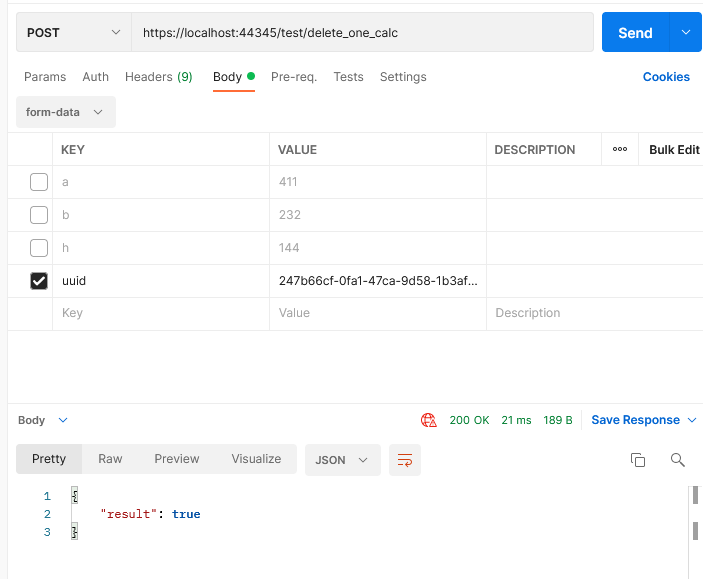 POST https://localhost:44345/test/delete_one_calc Send
Params Auth Headers (9) Body Pre-req. Tests Settings Cookies
form-data
KEY VALUE DESCRIPTION ooo Bulk Edit
a 411
b 232
h 144
uuid 247b66cf-0fa1-47ca-9d58-1b3af...
Key Value Description
Body 200 OK 21 ms 189 B Save Response
Pretty Raw Preview Visualize JSON
1 {
2 "result": true
3 }